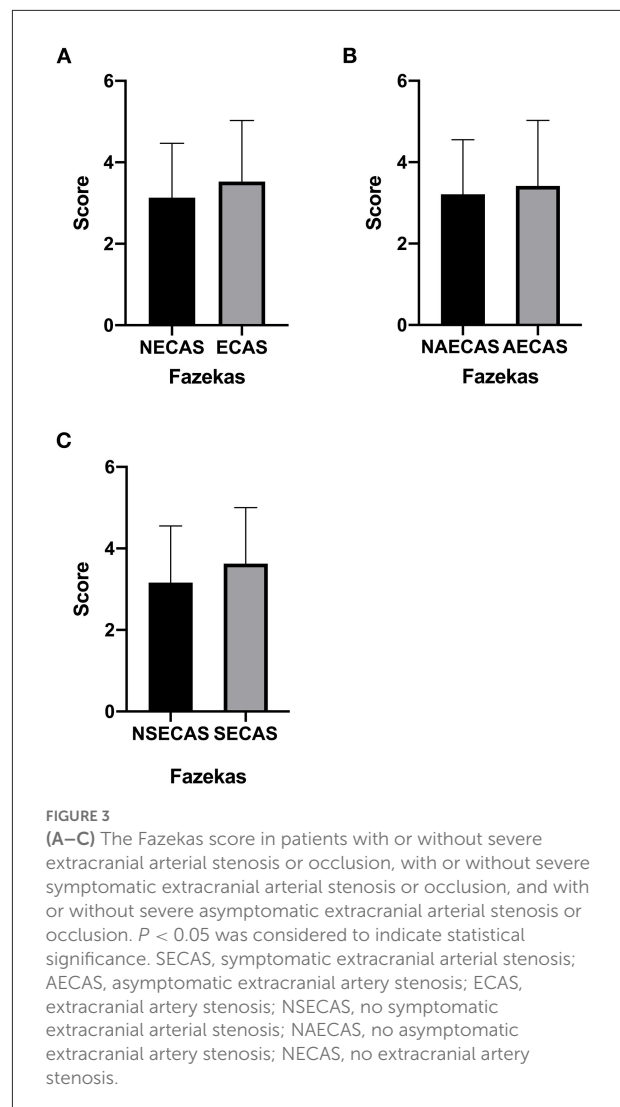 A
6
4
2
0
Score
NECAS ECAS
Fazekas
B
6
4
2
0
Score
NAECAS AECAS
Fazekas
C
6
4
2
0
Score
NSECAS SECAS
Fazekas
FIGURE 3
(A–C) The Fazekas score in patients with or without severe
extracranial arterial stenosis or occlusion, with or without severe
symptomatic extracranial arterial stenosis or occlusion, and with
or without severe asymptomatic extracranial arterial stenosis or
occlusion. P < 0.05 was considered to indicate statistical
significance. SECAS, symptomatic extracranial arterial stenosis;
AECAS, asymptomatic extracranial artery stenosis; ECAS,
extracranial artery stenosis; NSECAS, no symptomatic
extracranial arterial stenosis; NAECAS, no asymptomatic
extracranial artery stenosis; NECAS, no extracranial artery
stenosis.